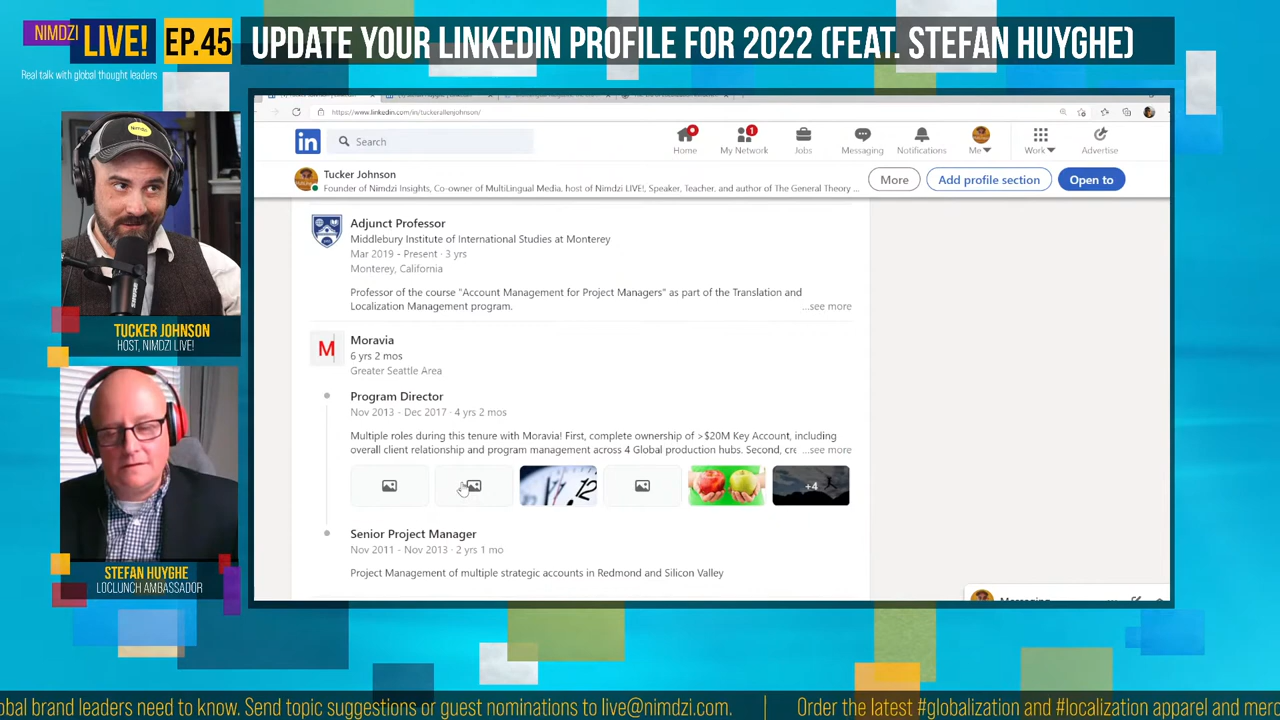 NIMDZI
LIVE!
EP.45
UPDATE YOUR LINKEDIN PROFILE FOR 2022 (FEAT. STEFAN HUYGHE)
Real talk with global thought leaders
https://www.linkedin.com/in/tuckerallenjohnson/
in
Search
Home
1
My Network
Jobs
Messaging
Notifications
Me
Work
Advertise
Tucker Johnson
Founder of Nimdzi Insights, Co-owner of MultiLingual Media, host of Nimdzi LIVE!, Speaker, Teacher, and author of The General Theory ...
More
Add profile section
Open to
Adjunct Professor
Middlebury Institute of International Studies at Monterey
Mar 2019 - Present · 3 yrs
Monterey, California
Professor of the course "Account Management for Project Managers" as part of the Translation and
Localization Management program.
...see more
M
Moravia
6 yrs 2 mos
Greater Seattle Area
Program Director
Nov 2013 - Dec 2017 · 4 yrs 2 mos
Multiple roles during this tenure with Moravia! First, complete ownership of >$20M Key Account, including
overall client relationship and program management across 4 Global production hubs. Second, cre ...see more
12
+4
Senior Project Manager
Nov 2011 - Nov 2013 · 2 yrs 1 mo
Project Management of multiple strategic accounts in Redmond and Silicon Valley
Messaging
Nimdzi
SHURE
TUCKER JOHNSON
HOST, NIMDZI LIVE!
STEFAN HUYGHE
LOCLUNCH AMBASSADOR
obal brand leaders need to know. Send topic suggestions or guest nominations to live@nimdzi.com. | Order the latest #globalization and #localization apparel and merc